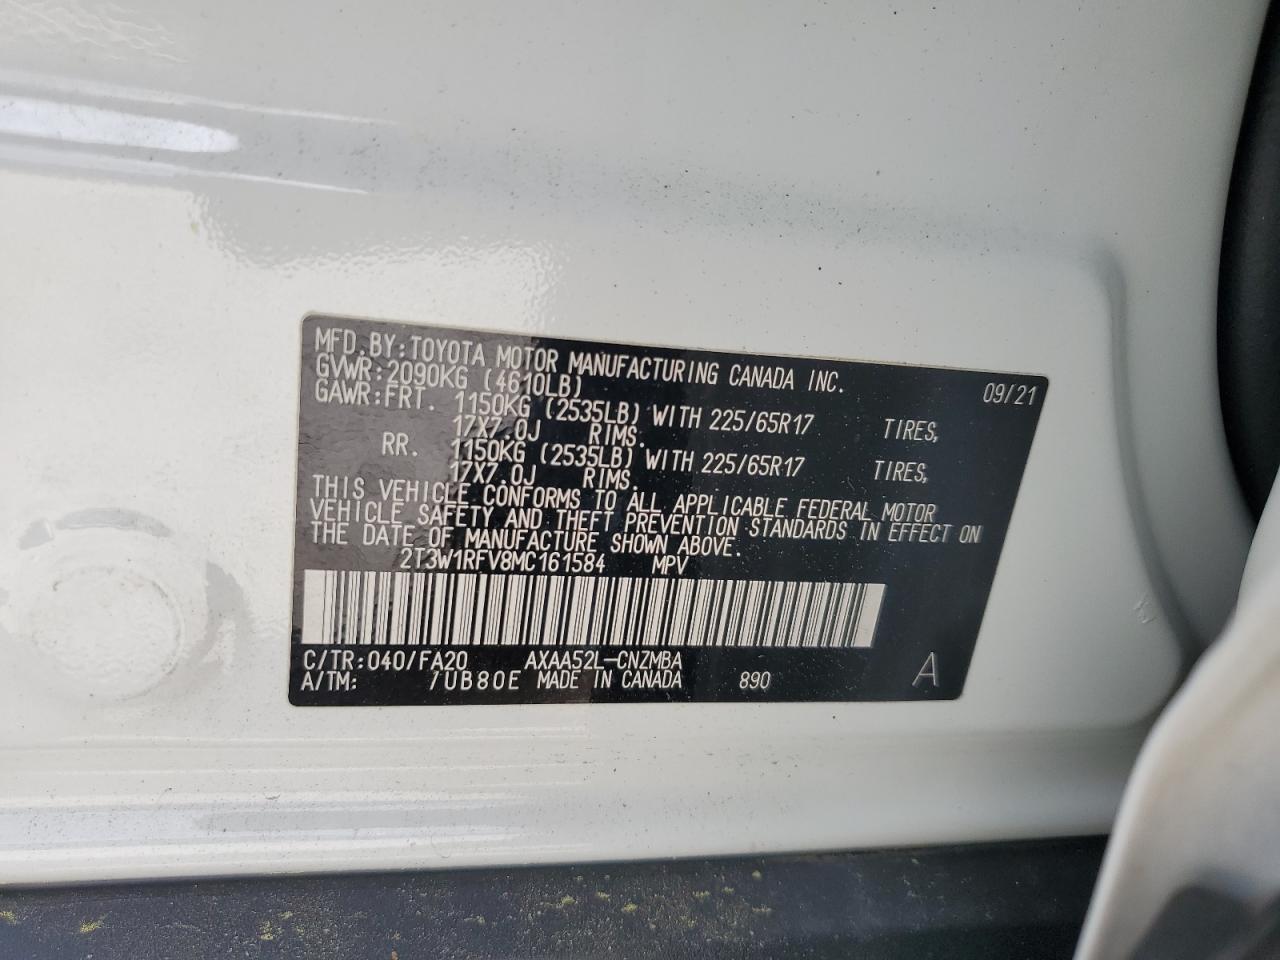 MFD.BY:TOYOTA MOTOR MANUFACTURING CANADA INC. 09/21
GVWR:2090KG (4610LB)
GAWR:FRT. 1150KG (2535LB) WITH 225/65R17 TIRES,
17X7.0J RIMS.
RR. 1150KG (2535LB) WITH 225/65R17 TIRES,
17X7.0J RIMS.
THIS VEHICLE CONFORMS TO ALL APPLICABLE FEDERAL MOTOR
VEHICLE SAFETY AND THEFT PREVENTION STANDARDS IN EFFECT ON
THE DATE OF MANUFACTURE SHOWN ABOVE.
2T3W1RFV8MC161584 MPV
C/TR:040/FA20 AXAA52L-CNZMBA
A/TM: /UB80E MADE IN CANADA 890 A